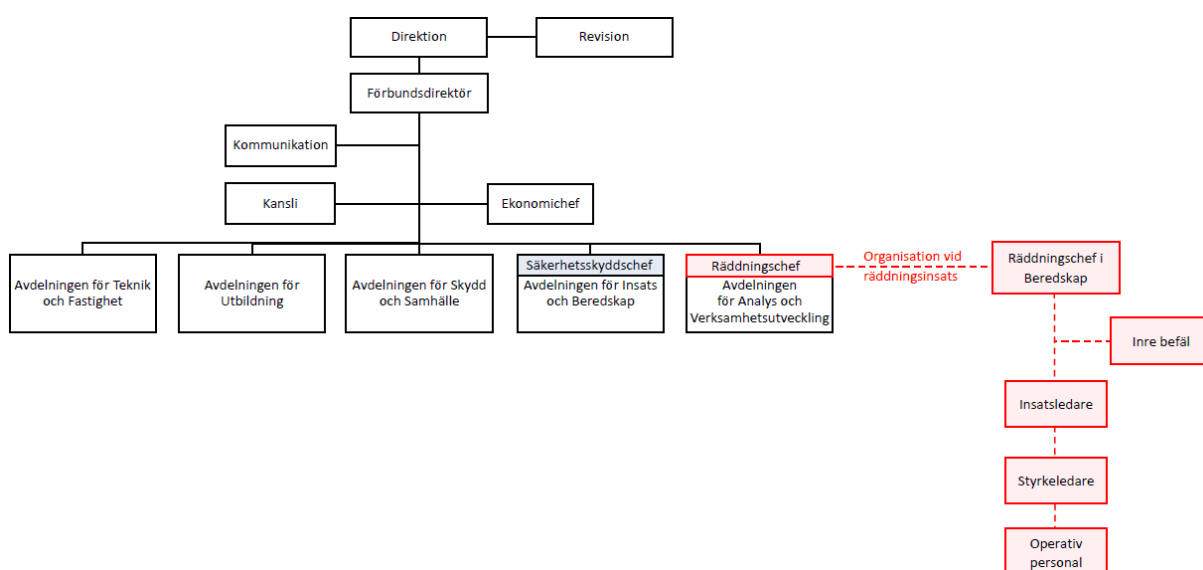 Direktion
Revision
Förbundsdirektör
Kommunikation
Kansli
Ekonomichef
Avdelningen för Teknik
och Fastighet
Avdelningen för
Utbildning
Avdelningen för Skydd
och Samhälle
Säkerhetsskyddschef
Avdelningen för Insats
och Beredskap
Räddningschef
Avdelningen
för Analys och
Verksamhetsutveckling
Organisation vid
räddningsinsats
Räddningschef i
Beredskap
Inre befäl
Insatsledare
Styrkeledare
Operativ
personal